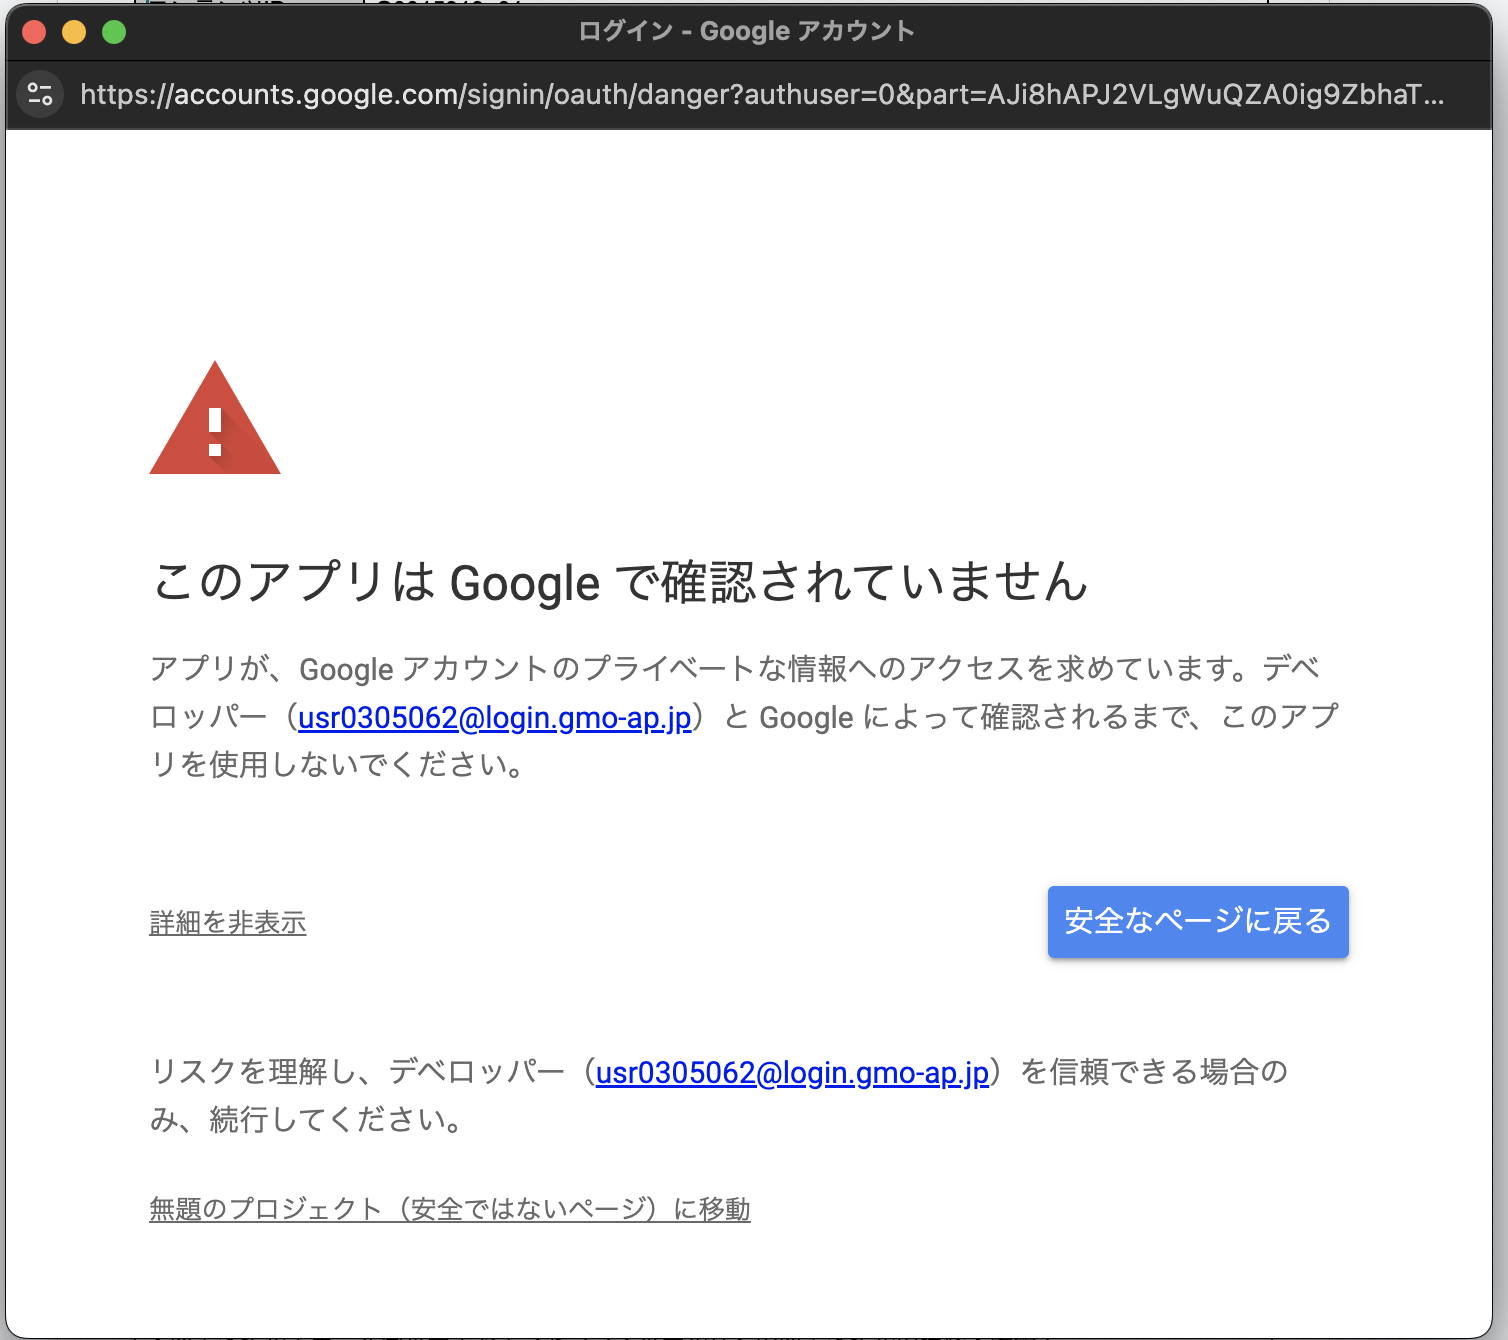 ログイン - Google アカウント
https://accounts.google.com/signin/oauth/danger?authuser=0&part=AJi8hAPJ2VLgWuQZA0ig9ZbhaT...
このアプリは Google で確認されていません
アプリが、Google アカウントのプライベートな情報へのアクセスを求めています。デベ
ロッパー（usr0305062@login.gmo-ap.jp）と Google によって確認されるまで、このアプ
リを使用しないでください。
詳細を非表示
安全なページに戻る
リスクを理解し、デベロッパー（usr0305062@login.gmo-ap.jp）を信頼できる場合の
み、続行してください。
無題のプロジェクト（安全ではないページ）に移動